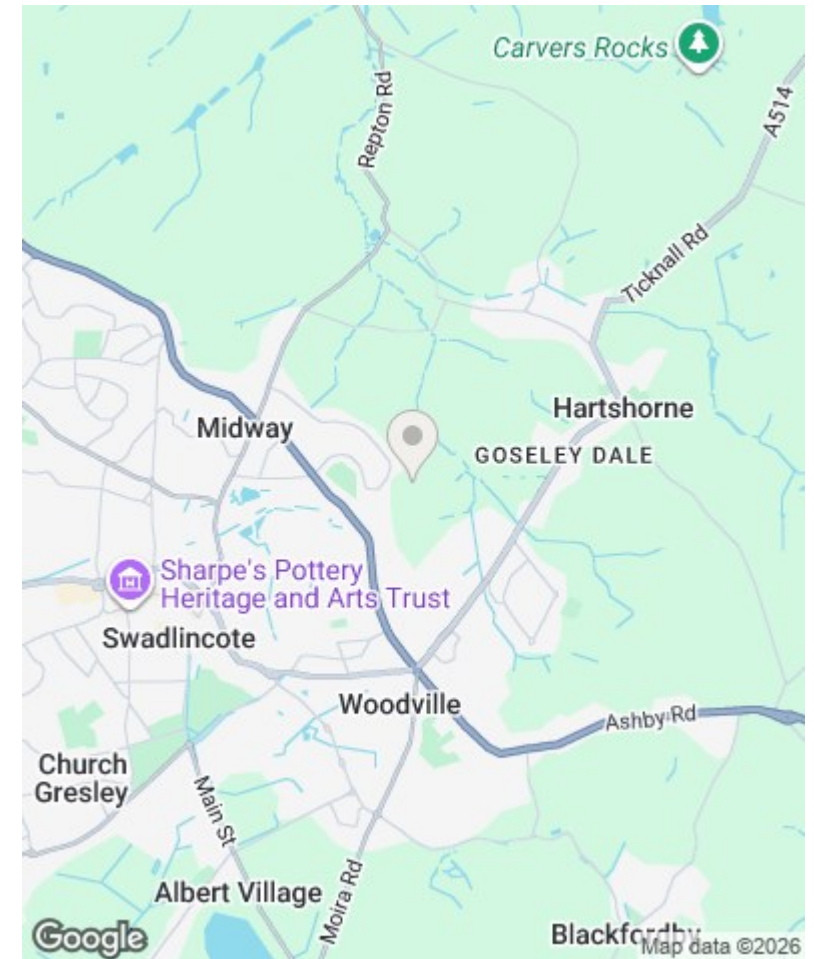 Carvers Rocks
Repton Rd
A514
Ticknall Rd
Hartshorne
Midway
GOSELEY DALE
Sharpe's Pottery
Heritage and Arts Trust
Swadlincote
Woodville
Ashby Rd
Church
Gresley
Main St
Moira Rd
Albert Village
Blackfordby
Google
Map data ©2026